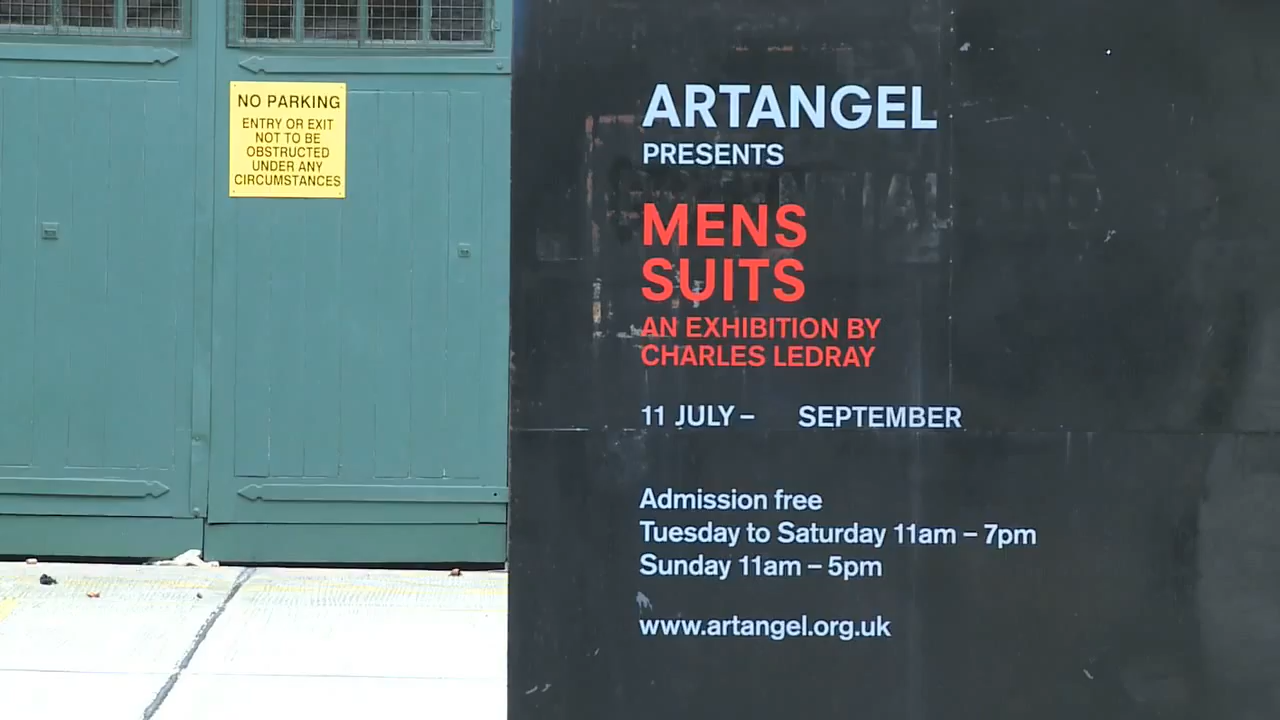 NO PARKING
ENTRY OR EXIT
NOT TO BE
OBSTRUCTED
UNDER ANY
CIRCUMSTANCES
ARTANGEL
PRESENTS
MENS
SUITS
AN EXHIBITION BY
CHARLES LEDRAY
11 JULY – SEPTEMBER
Admission free
Tuesday to Saturday 11am – 7pm
Sunday 11am – 5pm
www.artangel.org.uk